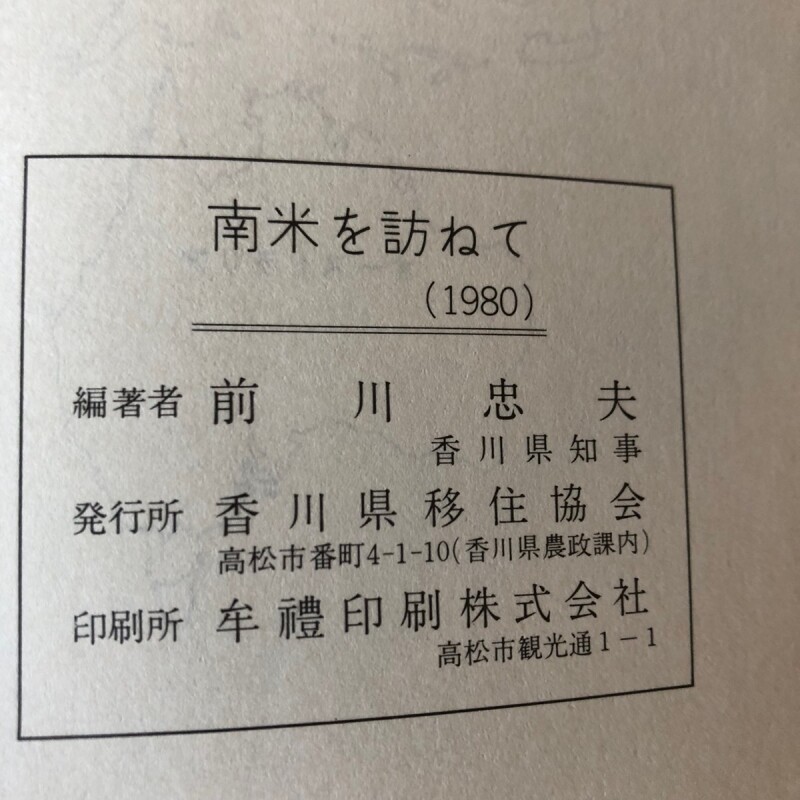 南米を訪ねて
(1980)
編著者 前川忠夫
香川県知事
発行所 香川県移住協会
高松市番町4-1-10(香川県農政課内)
印刷所 牟禮印刷株式会社
高松市観光通1-1